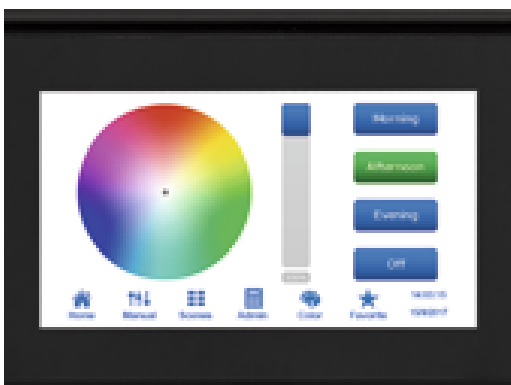 Morning
Afternoon
Evening
Off
Home Manual Scenes Admin Color Favorite